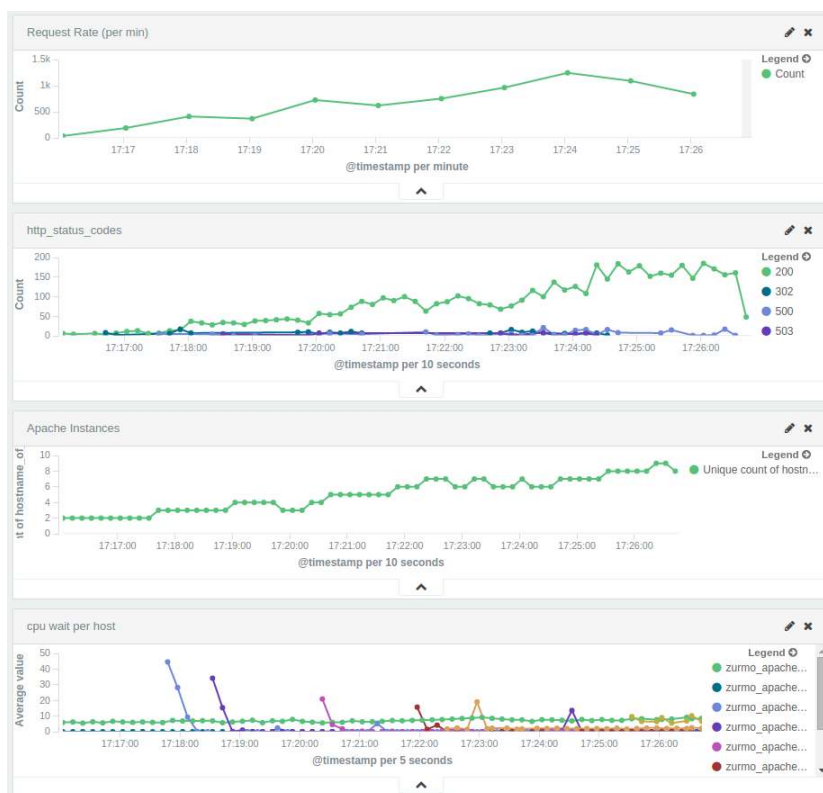 Request Rate (per min)
Legend
Count
1.5k
1k
500
0
Count
17:17 17:18 17:19 17:20 17:21 17:22 17:23 17:24 17:25 17:26
@timestamp per minute
http_status_codes
Legend
200
302
500
503
200
150
100
50
0
Count
17:17:00 17:18:00 17:19:00 17:20:00 17:21:00 17:22:00 17:23:00 17:24:00 17:25:00 17:26:00
@timestamp per 10 seconds
Apache Instances
Legend
Unique count of hostn...
10
8
6
4
2
0
nt of hostname_of_
17:17:00 17:18:00 17:19:00 17:20:00 17:21:00 17:22:00 17:23:00 17:24:00 17:25:00 17:26:00
@timestamp per 10 seconds
cpu wait per host
Legend
zurmo_apache...
zurmo_apache...
zurmo_apache...
zurmo_apache...
zurmo_apache...
zurmo_apache...
50
40
30
20
10
0
Average value
17:17:00 17:18:00 17:19:00 17:20:00 17:21:00 17:22:00 17:23:00 17:24:00 17:25:00 17:26:00
@timestamp per 5 seconds